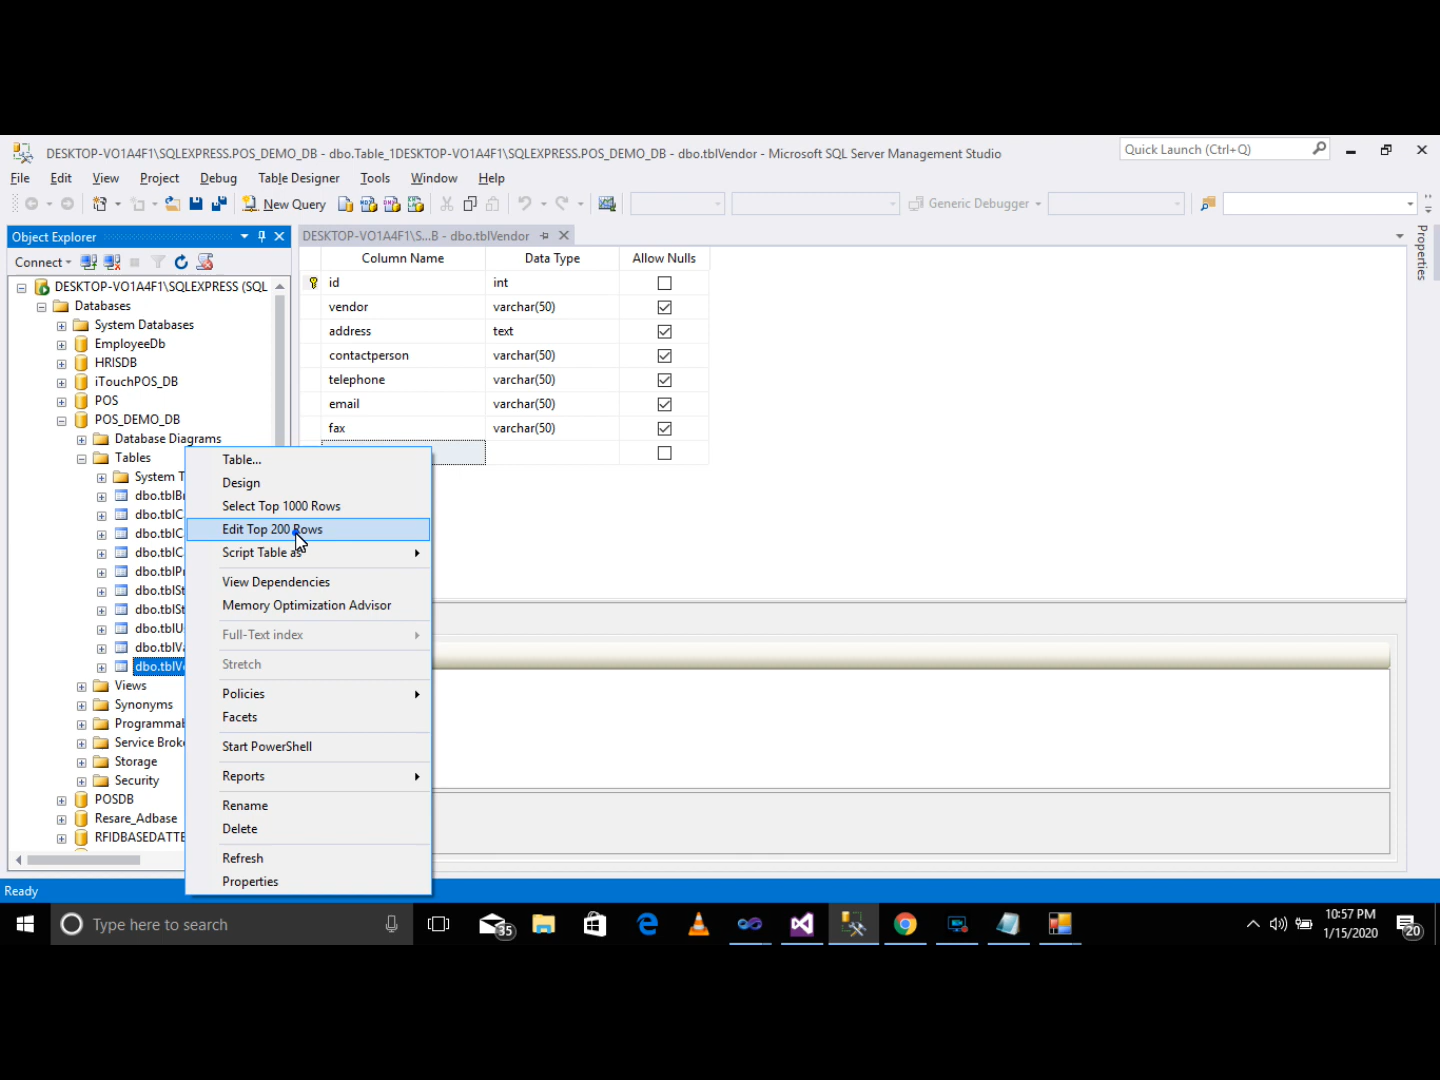 DESKTOP-VO1A4F1\SQLEXPRESS.POS_DEMO_DB - dbo.Table_1DESKTOP-VO1A4F1\SQLEXPRESS.POS_DEMO_DB - dbo.tblVendor - Microsoft SQL Server Management Studio
Quick Launch (Ctrl+Q)
File Edit View Project Debug Table Designer Tools Window Help
New Query
Generic Debugger
Object Explorer
DESKTOP-VO1A4F1\S...B - dbo.tblVendor
Properties
Connect
DESKTOP-VO1A4F1\SQLEXPRESS (SQL
Databases
System Databases
EmployeeDb
HRISDB
iTouchPOS_DB
POS
POS_DEMO_DB
Database Diagrams
Tables
System T
dbo.tblB
dbo.tblC
dbo.tblC
dbo.tblC
dbo.tblP
dbo.tblSt
dbo.tblSt
dbo.tblU
dbo.tblV
dbo.tblV
Views
Synonyms
Programmab
Service Broke
Storage
Security
POSDB
Resare_Adbase
RFIDBASEDATTE
Column Name Data Type Allow Nulls
id int
vendor varchar(50)
address text
contactperson varchar(50)
telephone varchar(50)
email varchar(50)
fax varchar(50)
Table...
Design
Select Top 1000 Rows
Edit Top 200 Rows
Script Table as
View Dependencies
Memory Optimization Advisor
Full-Text index
Stretch
Policies
Facets
Start PowerShell
Reports
Rename
Delete
Refresh
Properties
Ready
Type here to search
35
10:57 PM
1/15/2020
20